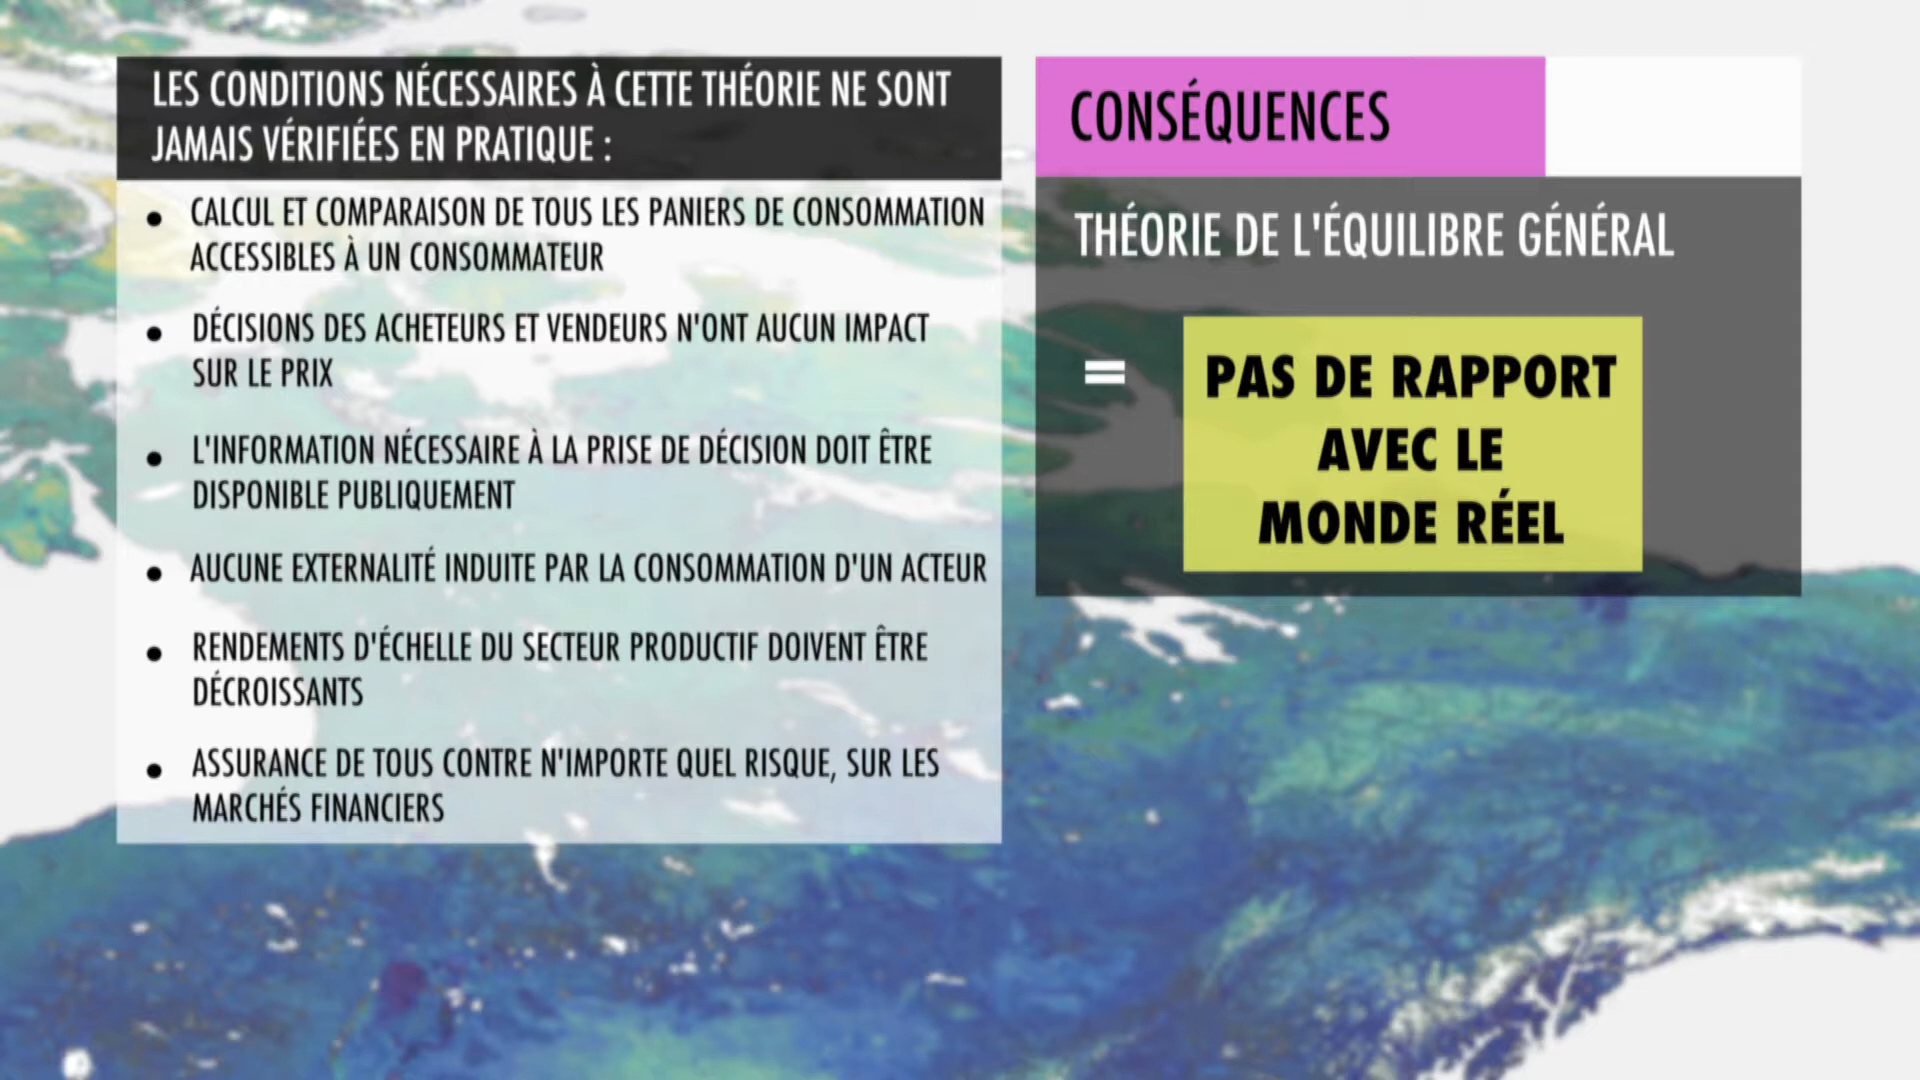 LES CONDITIONS NÉCESSAIRES À CETTE THÉORIE NE SONT
JAMAIS VÉRIFIÉES EN PRATIQUE :
• CALCUL ET COMPARAISON DE TOUS LES PANIERS DE CONSOMMATION
ACCESSIBLES À UN CONSOMMATEUR
• DÉCISIONS DES ACHETEURS ET VENDEURS N'ONT AUCUN IMPACT
SUR LE PRIX
• L'INFORMATION NÉCESSAIRE À LA PRISE DE DÉCISION DOIT ÊTRE
DISPONIBLE PUBLIQUEMENT
• AUCUNE EXTERNALITÉ INDUITE PAR LA CONSOMMATION D'UN ACTEUR
• RENDEMENTS D'ÉCHELLE DU SECTEUR PRODUCTIF DOIVENT ÊTRE
DÉCROISSANTS
• ASSURANCE DE TOUS CONTRE N'IMPORTE QUEL RISQUE, SUR LES
MARCHÉS FINANCIERS
CONSÉQUENCES
THÉORIE DE L'ÉQUILIBRE GÉNÉRAL
= PAS DE RAPPORT
AVEC LE
MONDE RÉEL